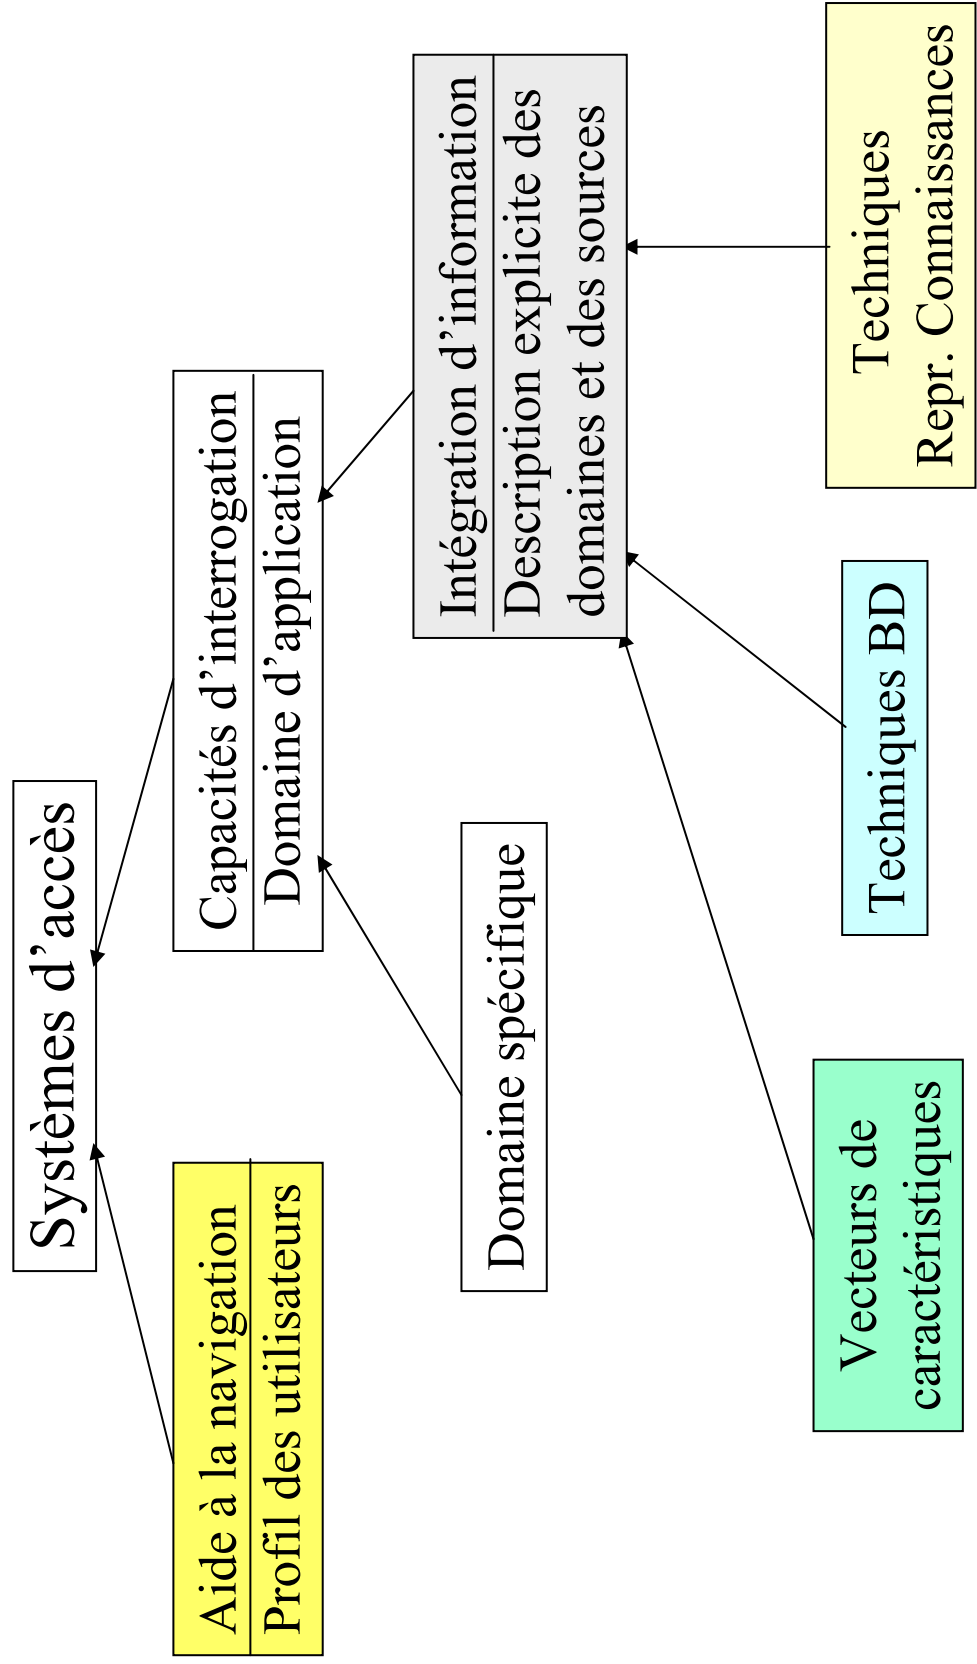 Systèmes d'accès
Aide à la navigation
Profil des utilisateurs
Capacités d'interrogation
Domaine d'application
Domaine spécifique
Intégration d'information
Description explicite des
domaines et des sources
Vecteurs de
caractéristiques
Techniques BD
Techniques
Repr. Connaissances